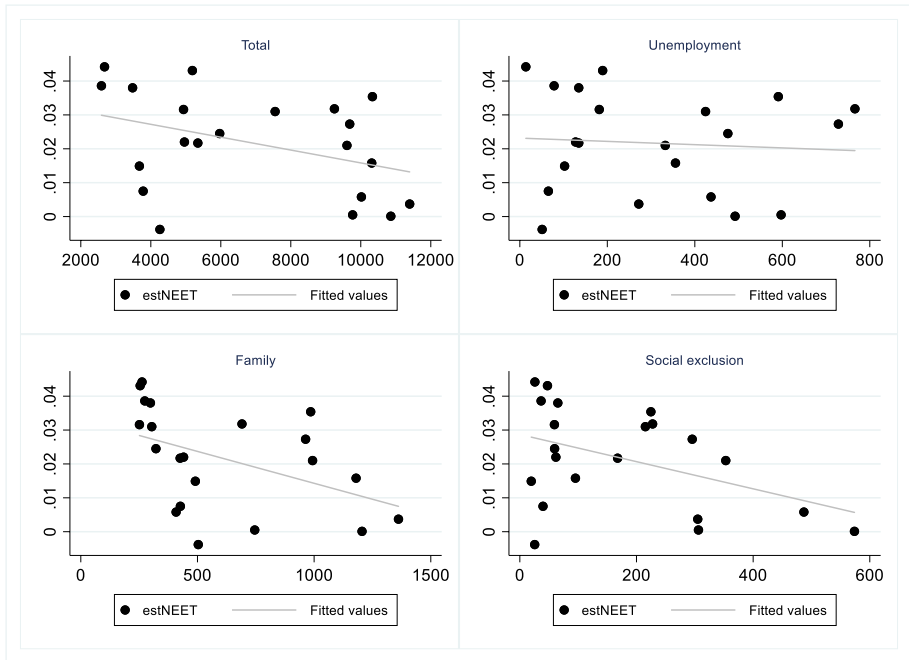 Total
.04
.03
.02
.01
0
2000 4000 6000 8000 10000 12000
estNEET Fitted values
Unemployment
.04
.03
.02
.01
0
0 200 400 600 800
estNEET Fitted values
Family
.04
.03
.02
.01
0
0 500 1000 1500
estNEET Fitted values
Social exclusion
.04
.03
.02
.01
0
0 200 400 600
estNEET Fitted values